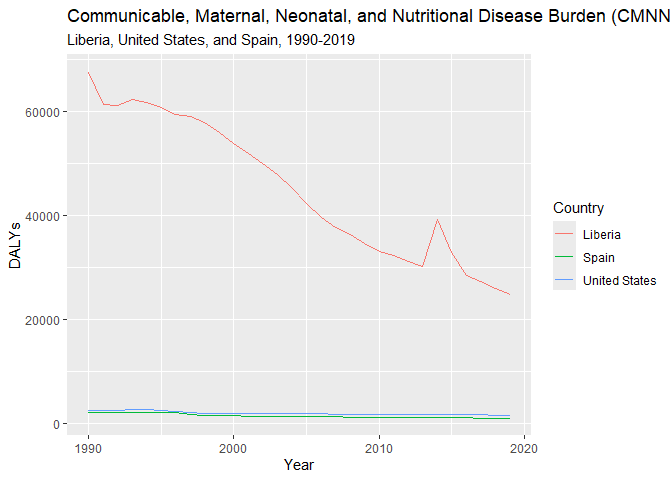 Communicable, Maternal, Neonatal, and Nutritional Disease Burden (CMNN
Liberia, United States, and Spain, 1990-2019
60000
40000
20000
0
DALYs
1990
2000
2010
2020
Year
Country
Liberia
Spain
United States